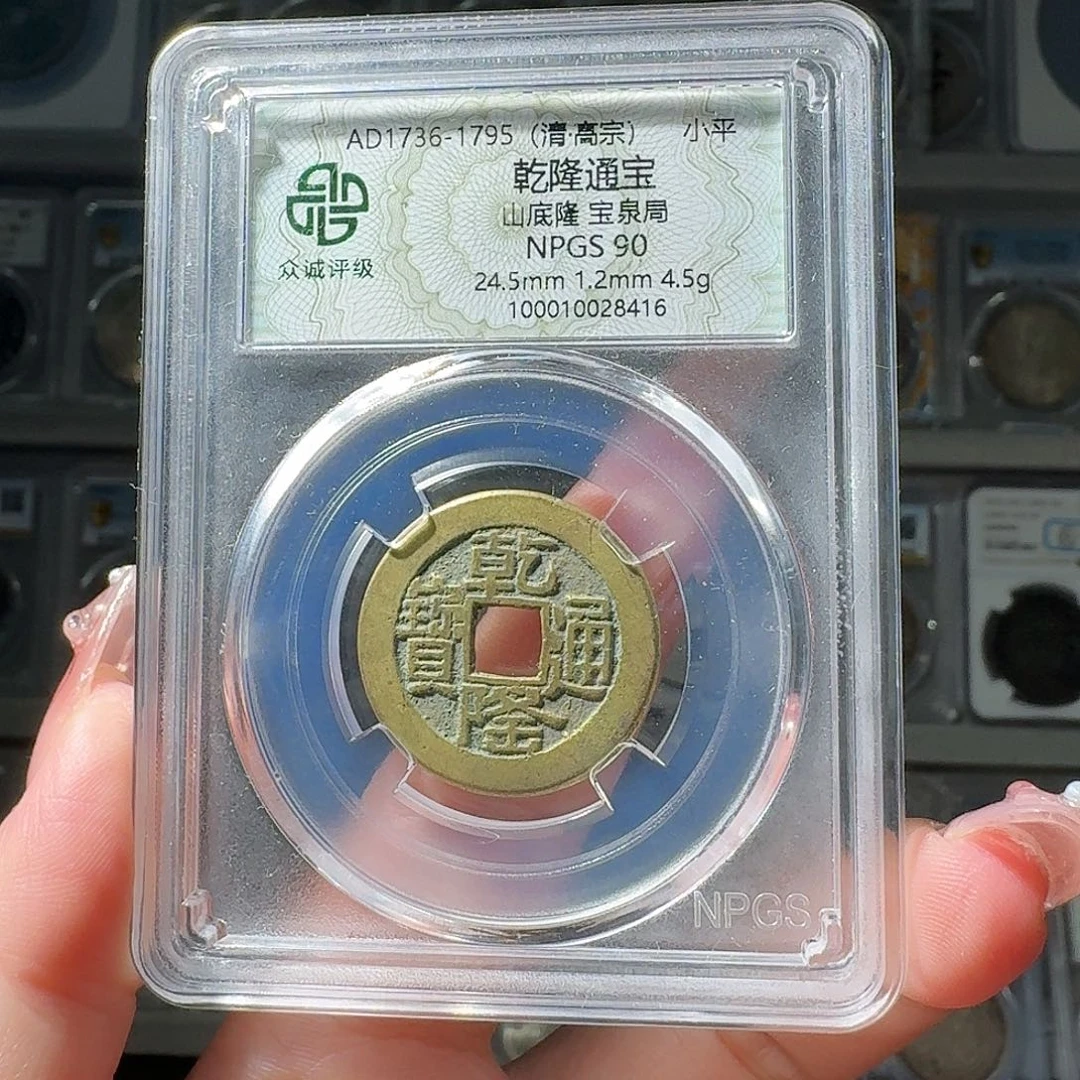 AD1736-1795（清·高宗） 小平
乾隆通宝
山底隆 宝泉局
NPGS 90
24.5mm 1.2mm 4.5g
100010028416
众诚评级
乾隆通寶
NPGS